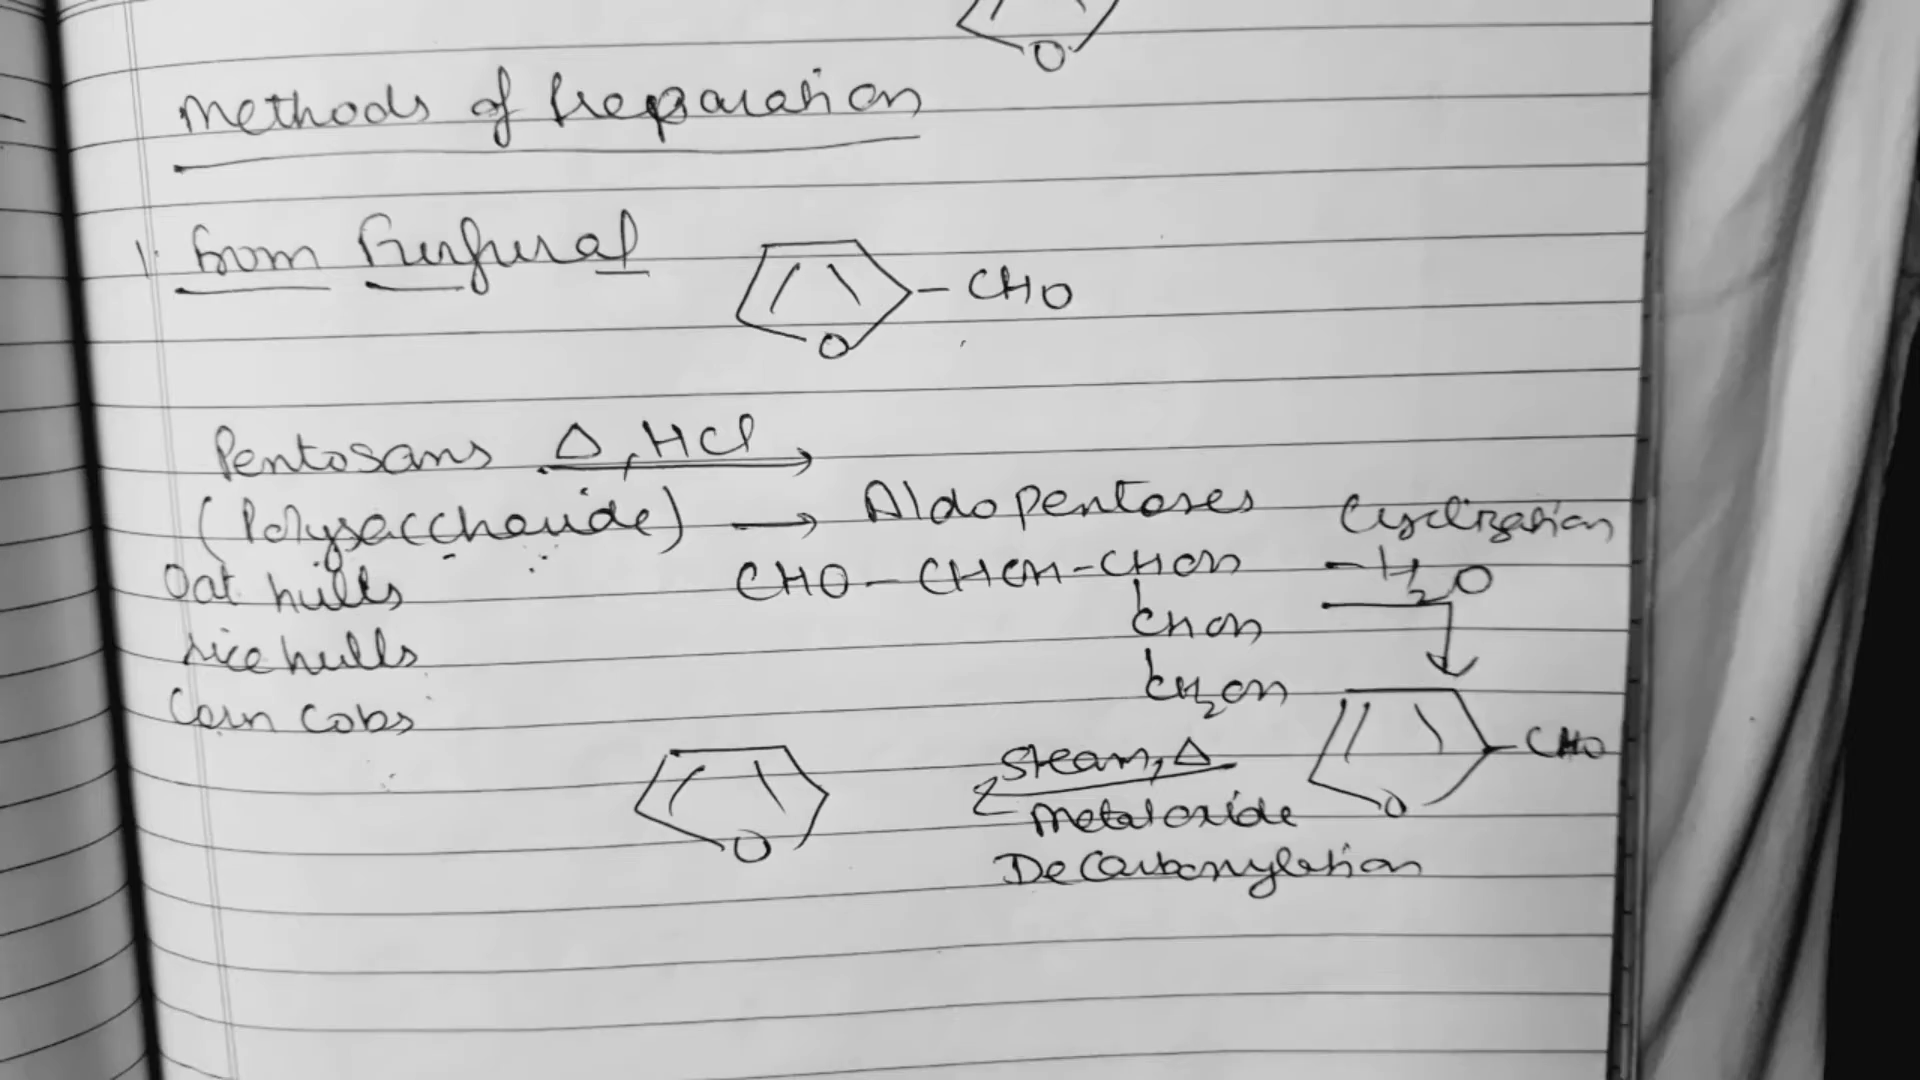 O
Methods of Preparation
1. From Furfural
O
- CHO
Pentosans Δ, HCl
(Polysaccharide) → Aldopentoses
Cyclization
Oat hulls
CHO - CHOH - CHOH
- H₂O
CHOH
rice hulls
CH₂OH
Corn cobs
Steam, Δ
- CHO
O
Metal oxide
O
Decarbonylation